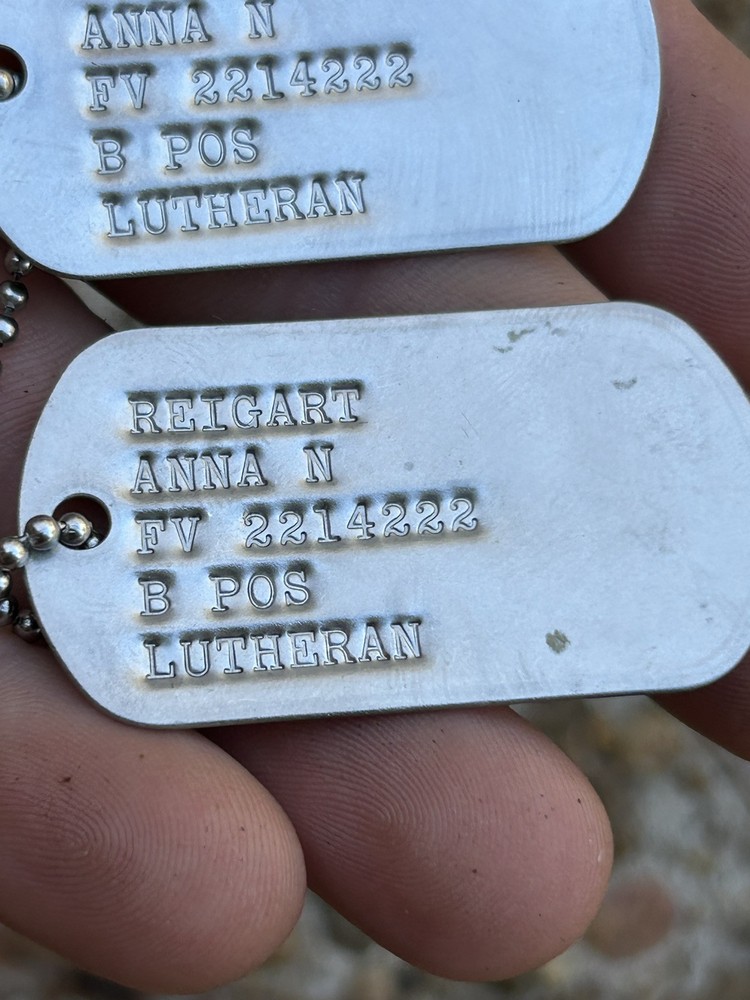 ANNA N
FV 2214222
B POS
LUTHERAN
REIGART
ANNA N
FV 2214222
B POS
LUTHERAN